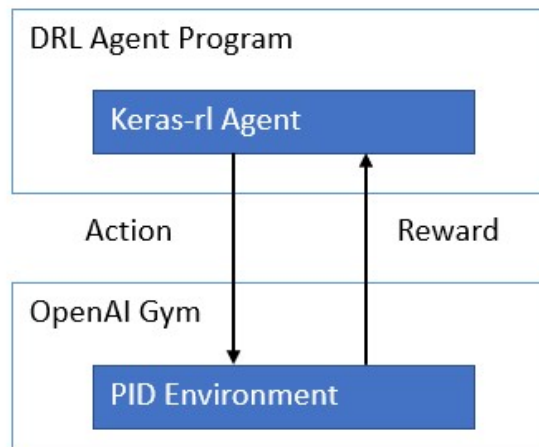 DRL Agent Program
Keras-rl Agent
Action
Reward
OpenAI Gym
PID Environment